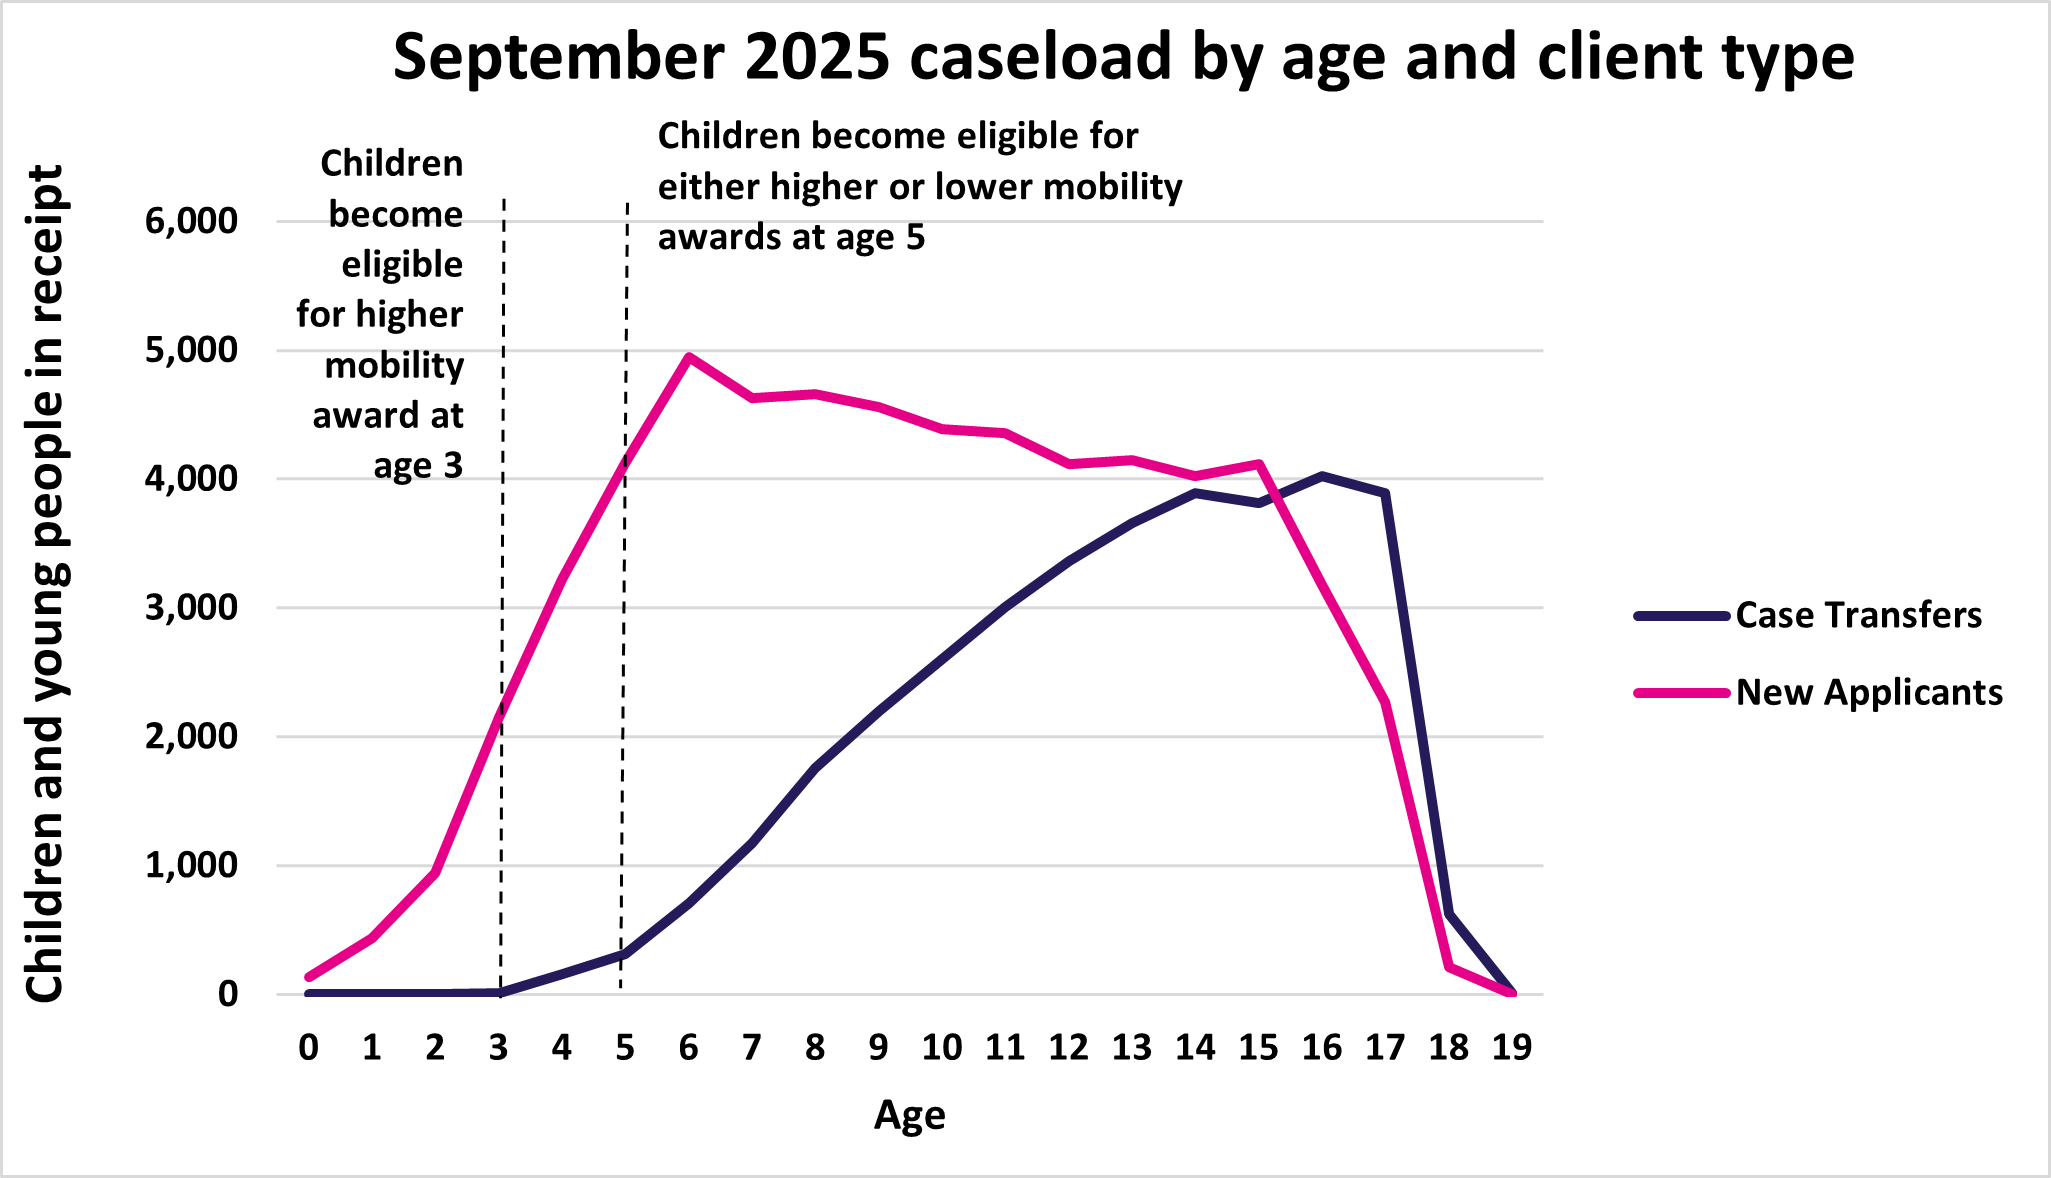 September 2025 caseload by age and client type
Children and young people in receipt
Children
become
eligible
for higher
mobility
award at
age 3
Children become eligible for
either higher or lower mobility
awards at age 5
6,000
5,000
4,000
3,000
2,000
1,000
0
0 1 2 3 4 5 6 7 8 9 10 11 12 13 14 15 16 17 18 19
Age
Case Transfers
New Applicants